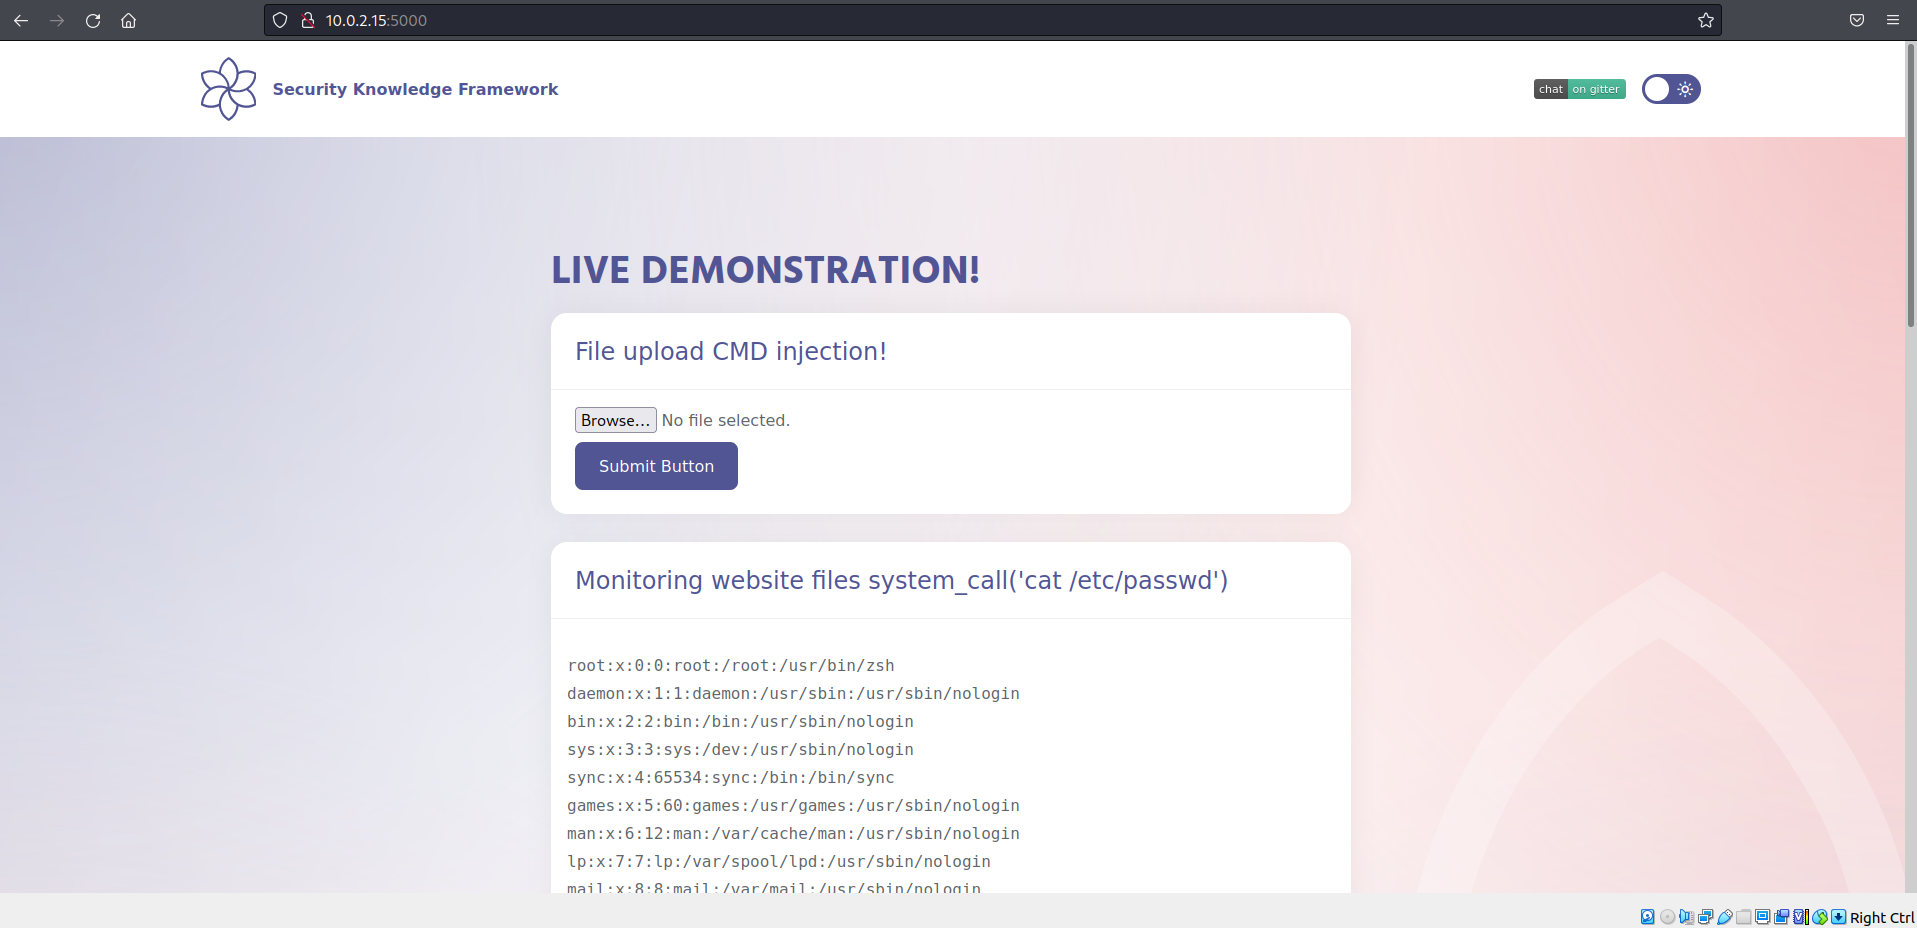 10.0.2.15:5000
Security Knowledge Framework
chat on gitter
LIVE DEMONSTRATION!
File upload CMD injection!
Browse... No file selected.
Submit Button
Monitoring website files system_call('cat /etc/passwd')
root:x:0:0:root:/root:/usr/bin/zsh
daemon:x:1:1:daemon:/usr/sbin:/usr/sbin/nologin
bin:x:2:2:bin:/bin:/usr/sbin/nologin
sys:x:3:3:sys:/dev:/usr/sbin/nologin
sync:x:4:65534:sync:/bin:/bin/sync
games:x:5:60:games:/usr/games:/usr/sbin/nologin
man:x:6:12:man:/var/cache/man:/usr/sbin/nologin
lp:x:7:7:lp:/var/spool/lpd:/usr/sbin/nologin
mail:x:8:8:mail:/var/mail:/usr/sbin/nologin
Right Ctrl